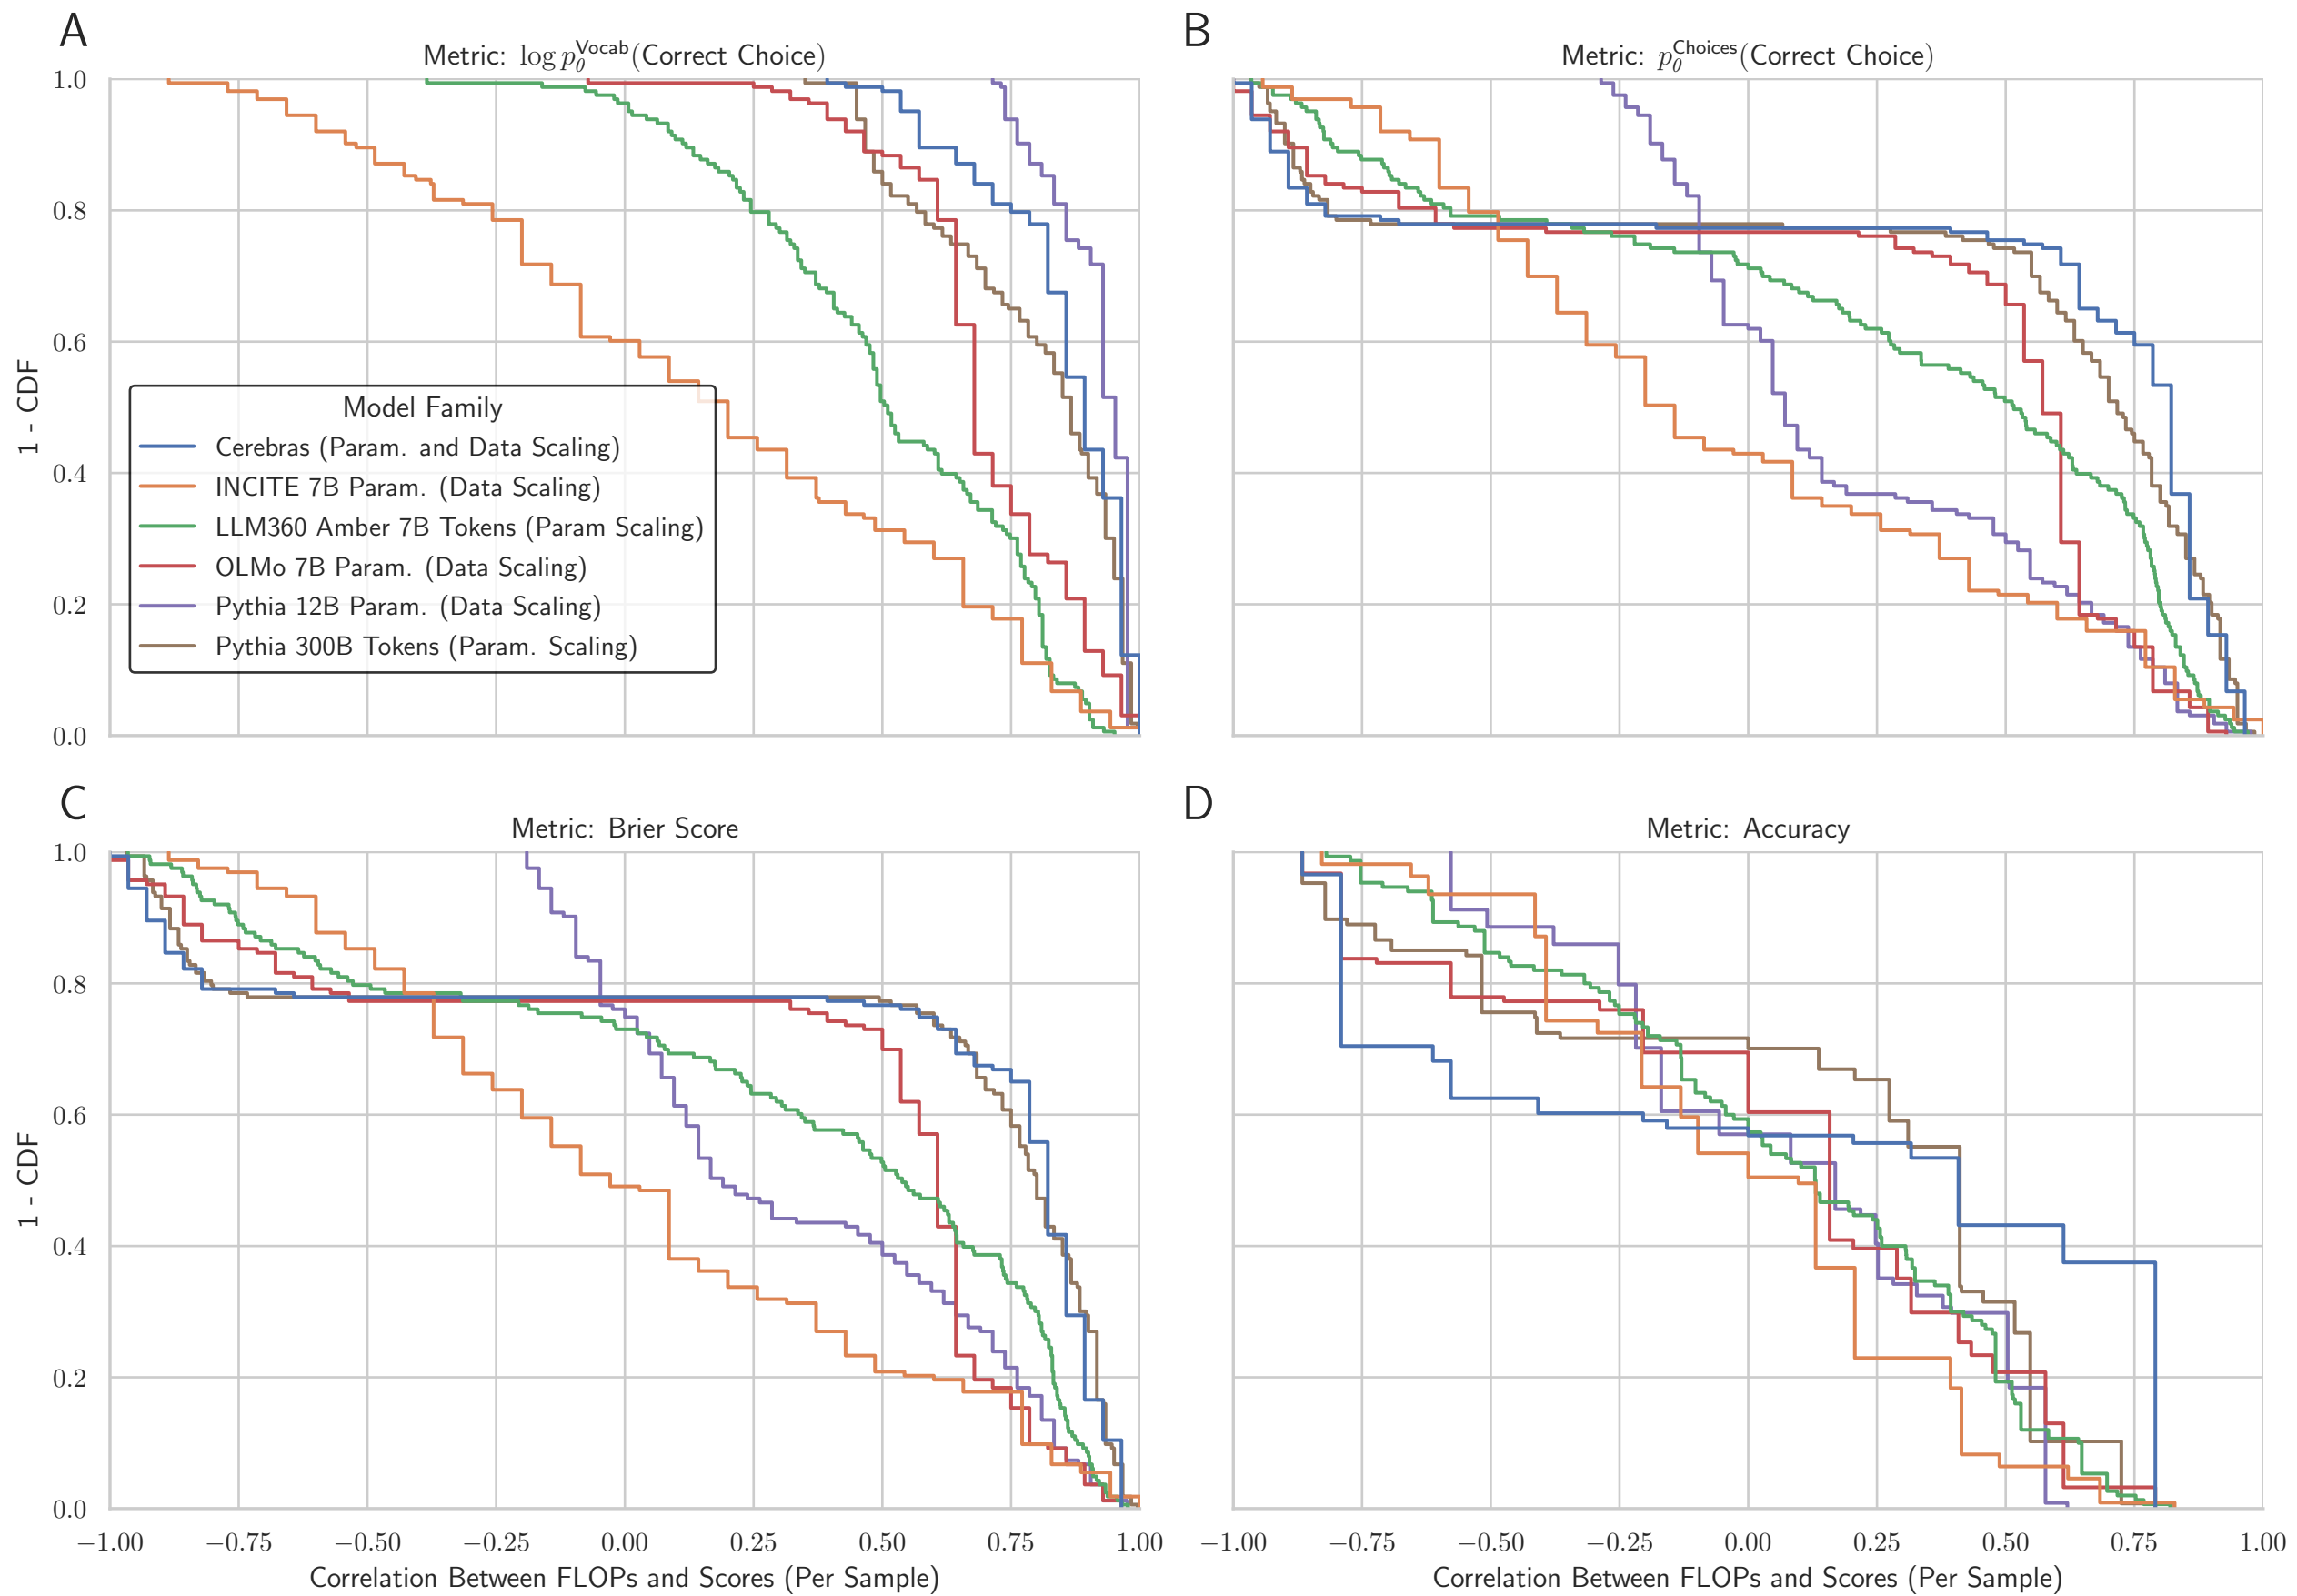 A
Metric: log p_θ^Vocab(Correct Choice)
1.0
0.8
0.6
0.4
0.2
0.0
1 - CDF
Model Family
Cerebras (Param. and Data Scaling)
INCITE 7B Param. (Data Scaling)
LLM360 Amber 7B Tokens (Param Scaling)
OLMo 7B Param. (Data Scaling)
Pythia 12B Param. (Data Scaling)
Pythia 300B Tokens (Param. Scaling)
B
Metric: p_θ^Choices(Correct Choice)
C
Metric: Brier Score
1.0
0.8
0.6
0.4
0.2
0.0
1 - CDF
−1.00 −0.75 −0.50 −0.25 0.00 0.25 0.50 0.75 1.00
Correlation Between FLOPs and Scores (Per Sample)
D
Metric: Accuracy
−1.00 −0.75 −0.50 −0.25 0.00 0.25 0.50 0.75 1.00
Correlation Between FLOPs and Scores (Per Sample)